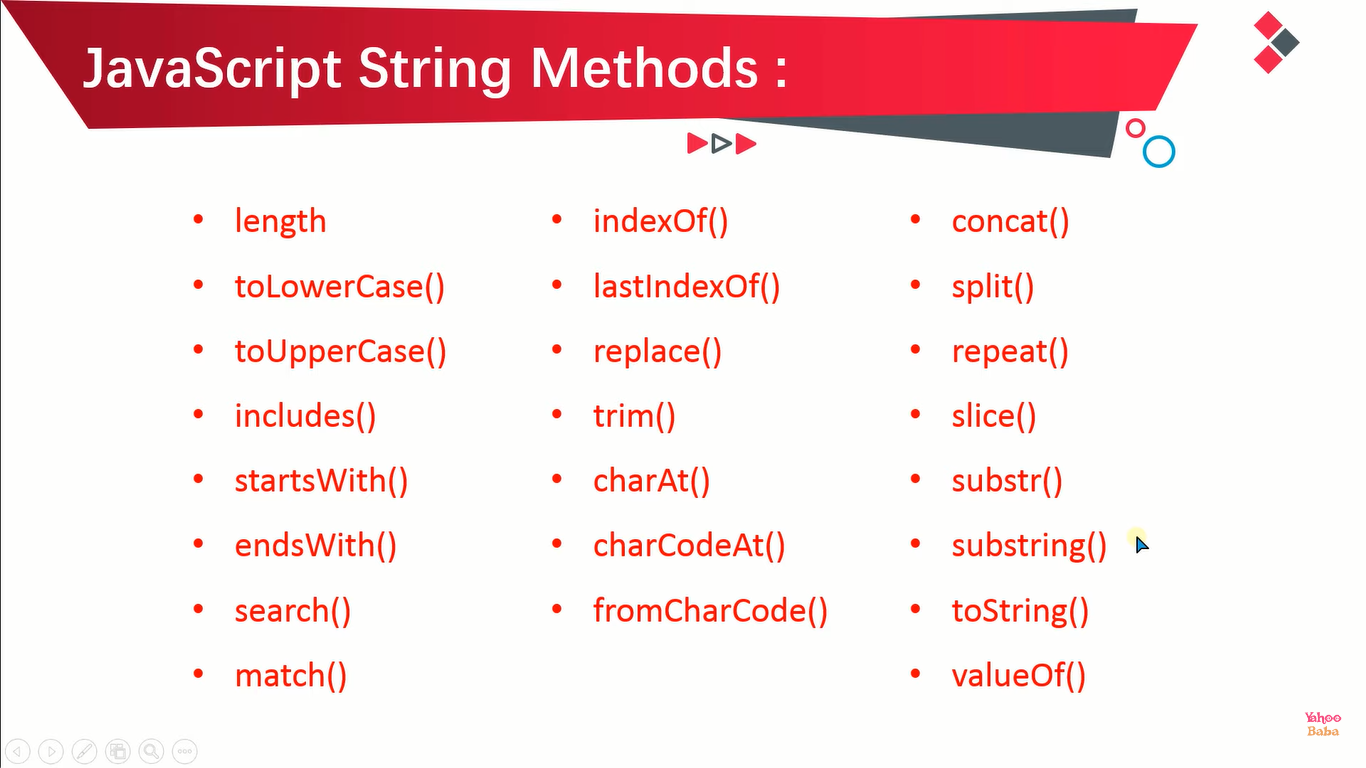 JavaScript String Methods :
• length
• toLowerCase()
• toUpperCase()
• includes()
• startsWith()
• endsWith()
• search()
• match()
• indexOf()
• lastIndexOf()
• replace()
• trim()
• charAt()
• charCodeAt()
• fromCharCode()
• concat()
• split()
• repeat()
• slice()
• substr()
• substring()
• toString()
• valueOf()
Yahoo
Baba